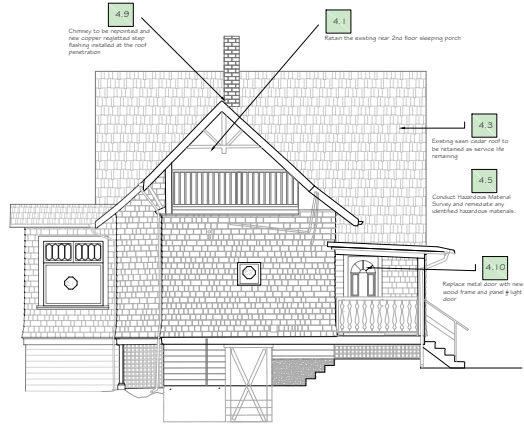 4.9
Chimney to be repointed and
new copper regletted step
flashing installed at the roof
penetration
4.1
Retain the existing rear 2nd floor sleeping porch
4.3
Existing sawn cedar roof to
be retained as service life
remaining
4.5
Conduct Hazardous Material
Survey and remediate any
identified hazardous materials.
4.10
Replace metal door with new
wood frame and panel & light
door